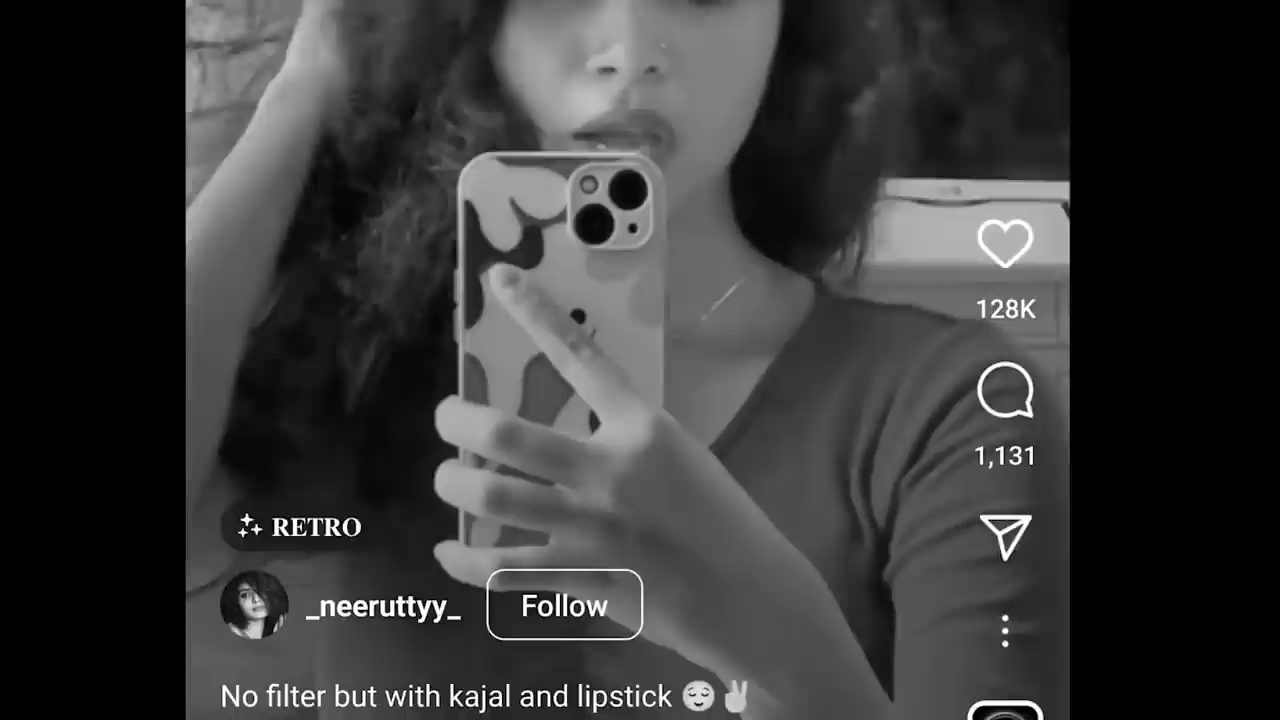 128K
1,131
✨ RETRO
_neeruttyy_
Follow
No filter but with kajal and lipstick 😌✌